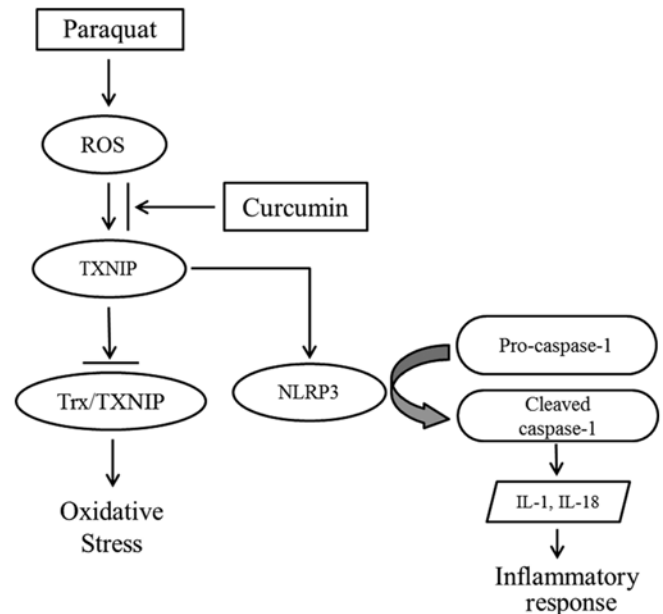 Paraquat
ROS
Curcumin
TXNIP
Pro-caspase-1
NLRP3
Trx/TXNIP
Cleaved
caspase-1
IL-1, IL-18
Oxidative
Stress
Inflammatory
response